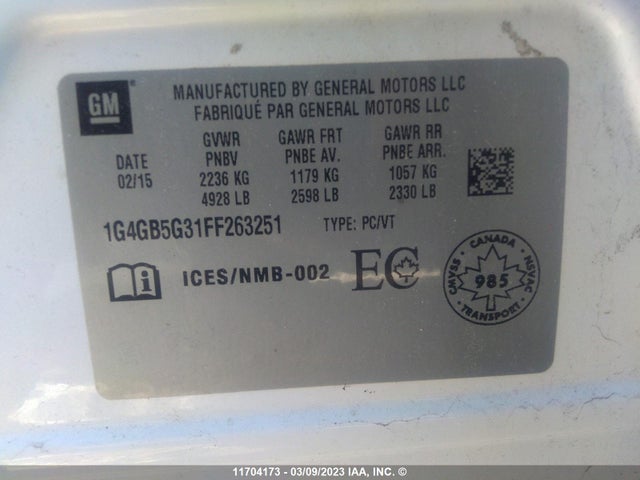 GM
MANUFACTURED BY GENERAL MOTORS LLC
FABRIQUÉ PAR GENERAL MOTORS LLC
DATE
02/15
GVWR
PNBV
2236 KG
4928 LB
GAWR FRT
PNBE AV.
1179 KG
2598 LB
GAWR RR
PNBE ARR.
1057 KG
2330 LB
1G4GB5G31FF263251 TYPE: PC/VT
i ICES/NMB-002 EC
CANADA
CMVSS 985 NSVAC
TRANSPORT
11704173 - 03/09/2023 IAA, INC. ©